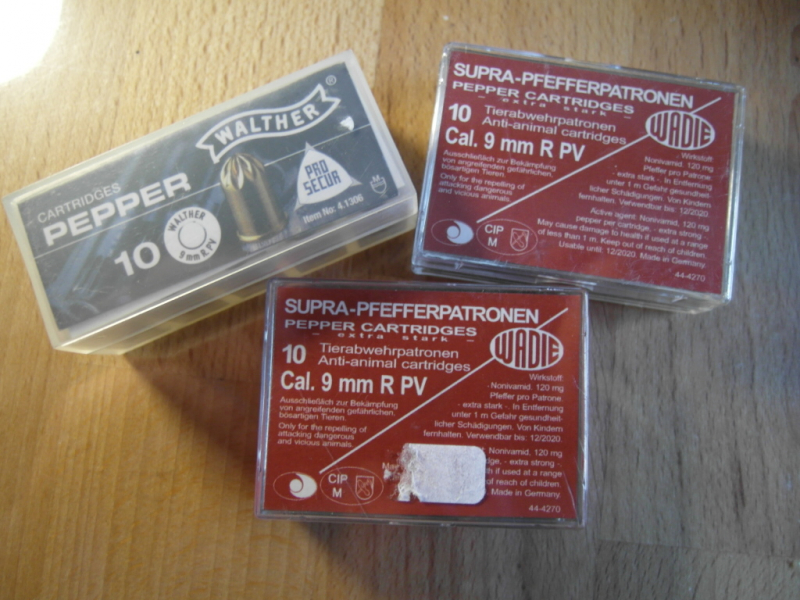 WALTHER
®
CARTRIDGES
PEPPER
10
WALTHER
9 mm R PV
PRO
SECUR
Item No: 4.1306
SUPRA-PFEFFERPATRONEN
PEPPER CARTRIDGES
- extra stark -
10 Tierabwehrpatronen
Anti-animal cartridges
Cal. 9 mm R PV
WADIE
Ausschließlich zur Bekämpfung
von angreifenden gefährlichen,
bösartigen Tieren.
Only for the repelling of
attacking dangerous
and vicious animals.
Wirkstoff:
Nonivamid, 120 mg
Pfeffer pro Patrone
- extra stark - In Entfernung
unter 1 m Gefahr gesundheit-
licher Schädigungen. Von Kindern
fernhalten. Verwendbar bis: 12/2020.
Active agent: Nonivamid, 120 mg
pepper per cartridge, - extra strong -
May cause damage to health if used at a range
of less than 1 m. Keep out of reach of children.
Usable until: 12/2020. Made in Germany.
CIP
M
44-4270
SUPRA-PFEFFERPATRONEN
PEPPER CARTRIDGES
- extra stark -
10 Tierabwehrpatronen
Anti-animal cartridges
Cal. 9 mm R PV
WADIE
Ausschließlich zur Bekämpfung
von angreifenden gefährlichen,
bösartigen Tieren.
Only for the repelling of
attacking dangerous
and vicious animals.
Wirkstoff:
Nonivamid, 120 mg
Pfeffer pro Patrone
- extra stark - In Entfernung
unter 1 m Gefahr gesundheit-
licher Schädigungen. Von Kindern
fernhalten. Verwendbar bis: 12/2020.
Nonivamid, 120 mg
- extra strong -
if used at a range
of reach of children.
Made in Germany.
CIP
M
44-4270